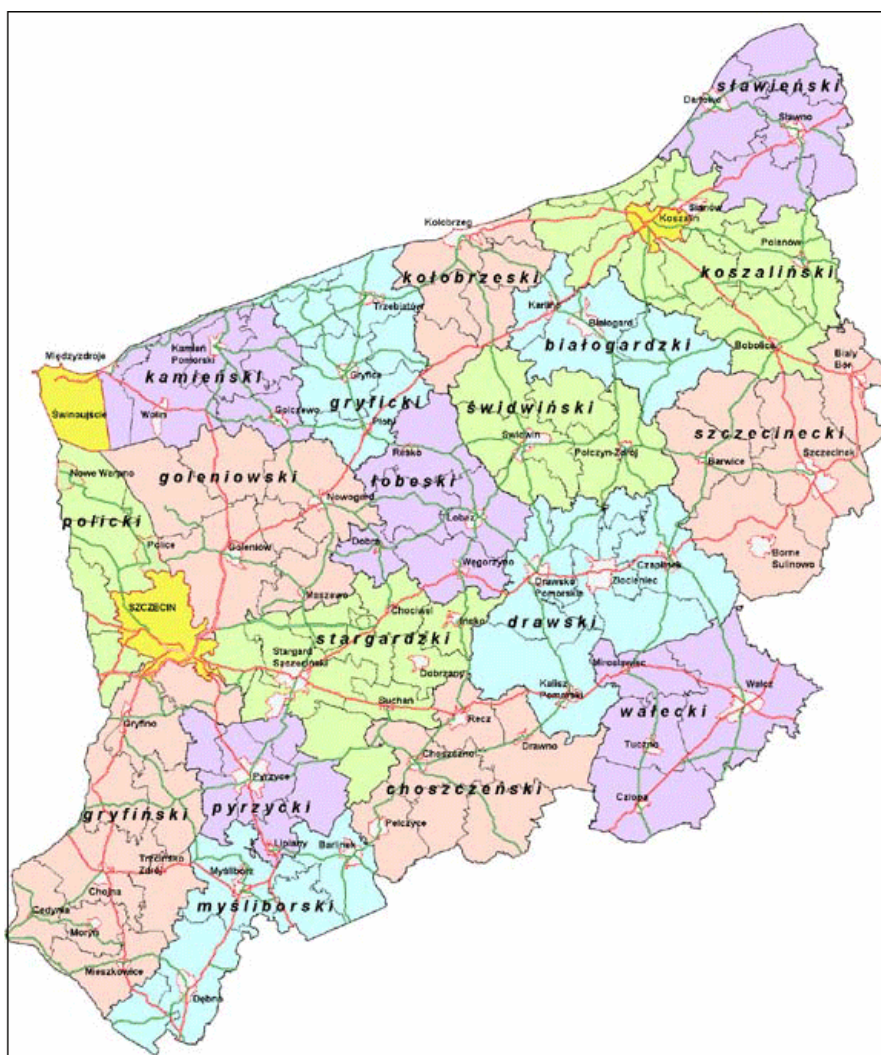 sławieński
Darłowo
Sławno
Sianów
Koszalin
Kołobrzeg
Polanów
kołobrzeski
koszaliński
Trzebiatów
Karlino
Białogard
Kamień
Pomorski
białogardzki
Bobolice
Biały
Bór
Międzyzdroje
kamieński
Gryfice
gryficki
świdwiński
Świnoujście
Wolin
Golczewo
Płoty
Świdwin
szczecinecki
Resko
Połczyn-Zdrój
Barwice
Szczecinek
Nowe Warpno
goleniowski
łobeski
Nowogard
policki
Łobez
Police
Dobra
Goleniów
Węgorzyno
Czaplinek
Borne
Sulinowo
Drawsko
Pomorskie
Złocieniec
Maszewo
SZCZECIN
Chociwel
Ińsko
drawski
stargardzki
Stargard
Szczeciński
Dobrzany
Mirosławiec
Kalisz
Pomorski
Wałcz
Suchan
wałecki
Recz
Gryfino
Drawno
Tuczno
Choszczno
Pyrzyce
choszczeński
Człopa
gryfiński
pyrzycki
Pełczyce
Lipiany
Barlinek
Trzcińsko
Zdrój
Myślibórz
Chojna
myśliborski
Cedynia
Moryń
Mieszkowice
Dębno